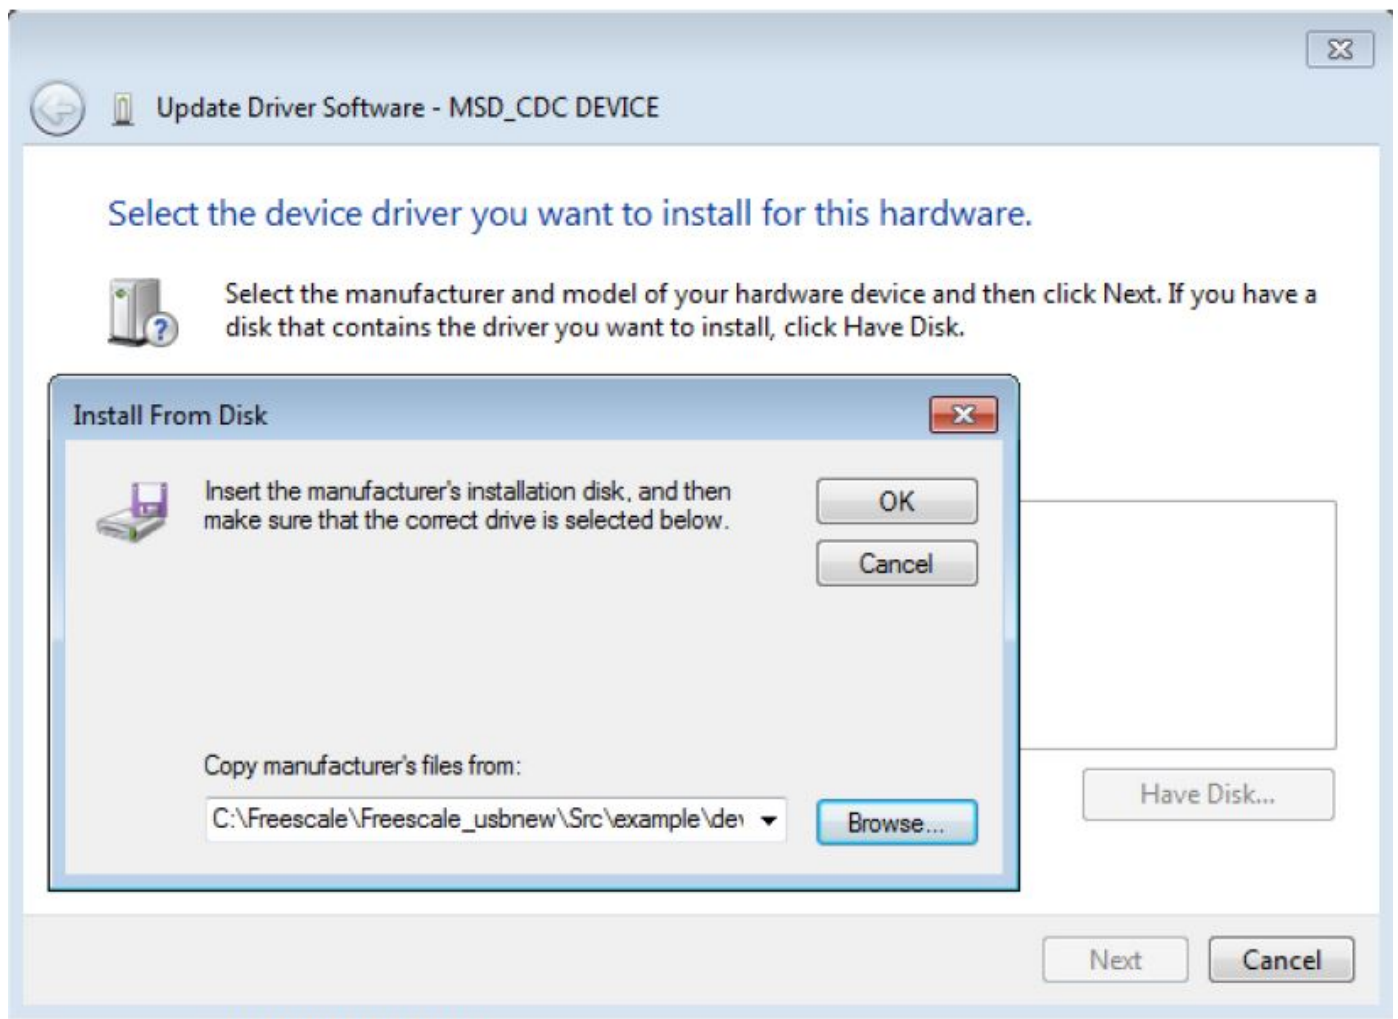 Update Driver Software - MSD_CDC DEVICE
Select the device driver you want to install for this hardware.
Select the manufacturer and model of your hardware device and then click Next. If you have a
disk that contains the driver you want to install, click Have Disk.
Install From Disk
Insert the manufacturer's installation disk, and then
make sure that the correct drive is selected below.
OK
Cancel
Copy manufacturer's files from:
C:\Freescale\Freescale_usbnew\Src\example\dev
Browse...
Have Disk...
Next
Cancel